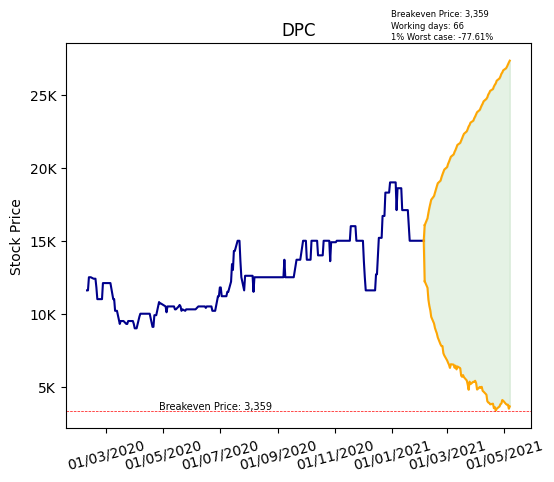 Breakeven Price: 3,359
Working days: 66
1% Worst case: -77.61%
DPC
Stock Price
25K
20K
15K
10K
5K
Breakeven Price: 3,359
01/03/2020
01/05/2020
01/07/2020
01/09/2020
01/11/2020
01/01/2021
01/03/2021
01/05/2021